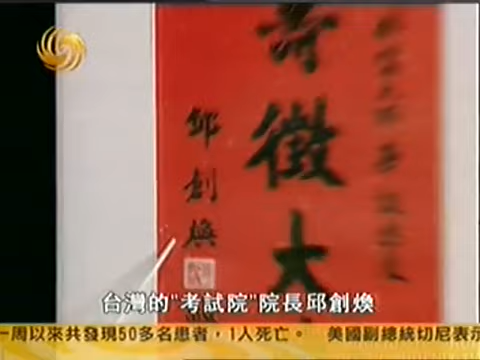 壽徵大
邱創煥
台灣的"考試院"院長邱創煥
一周以來共發現50多名患者，1人死亡。 美國副總統切尼表示